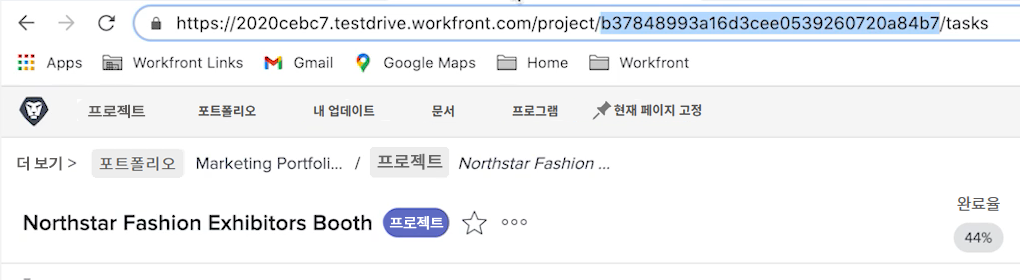 https://2020cebc7.testdrive.workfront.com/project/b37848993a16d3cee0539260720a84b7/tasks
Apps Workfront Links Gmail Google Maps Home Workfront
프로젝트 포트폴리오 내 업데이트 문서 프로그램 현재 페이지 고정
더 보기 > 포트폴리오 Marketing Portfoli... / 프로젝트 Northstar Fashion ...
완료율
Northstar Fashion Exhibitors Booth 프로젝트
44%